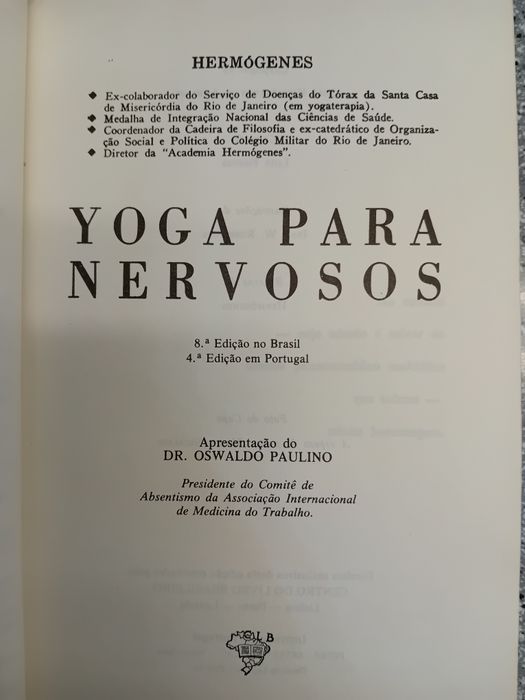 HERMÓGENES
◆ Ex-colaborador do Serviço de Doenças do Tórax da Santa Casa
de Misericórdia do Rio de Janeiro (em yogaterapia).
◆ Medalha de Integração Nacional das Ciências de Saúde.
◆ Coordenador da Cadeira de Filosofia e ex-catedrático de Organiza-
ção Social e Política do Colégio Militar do Rio de Janeiro.
◆ Diretor da "Academia Hermógenes".
YOGA PARA
NERVOSOS
8.ª Edição no Brasil
4.ª Edição em Portugal
Apresentação do
DR. OSWALDO PAULINO
Presidente do Comitê de
Absentismo da Associação Internacional
de Medicina do Trabalho.
CLB